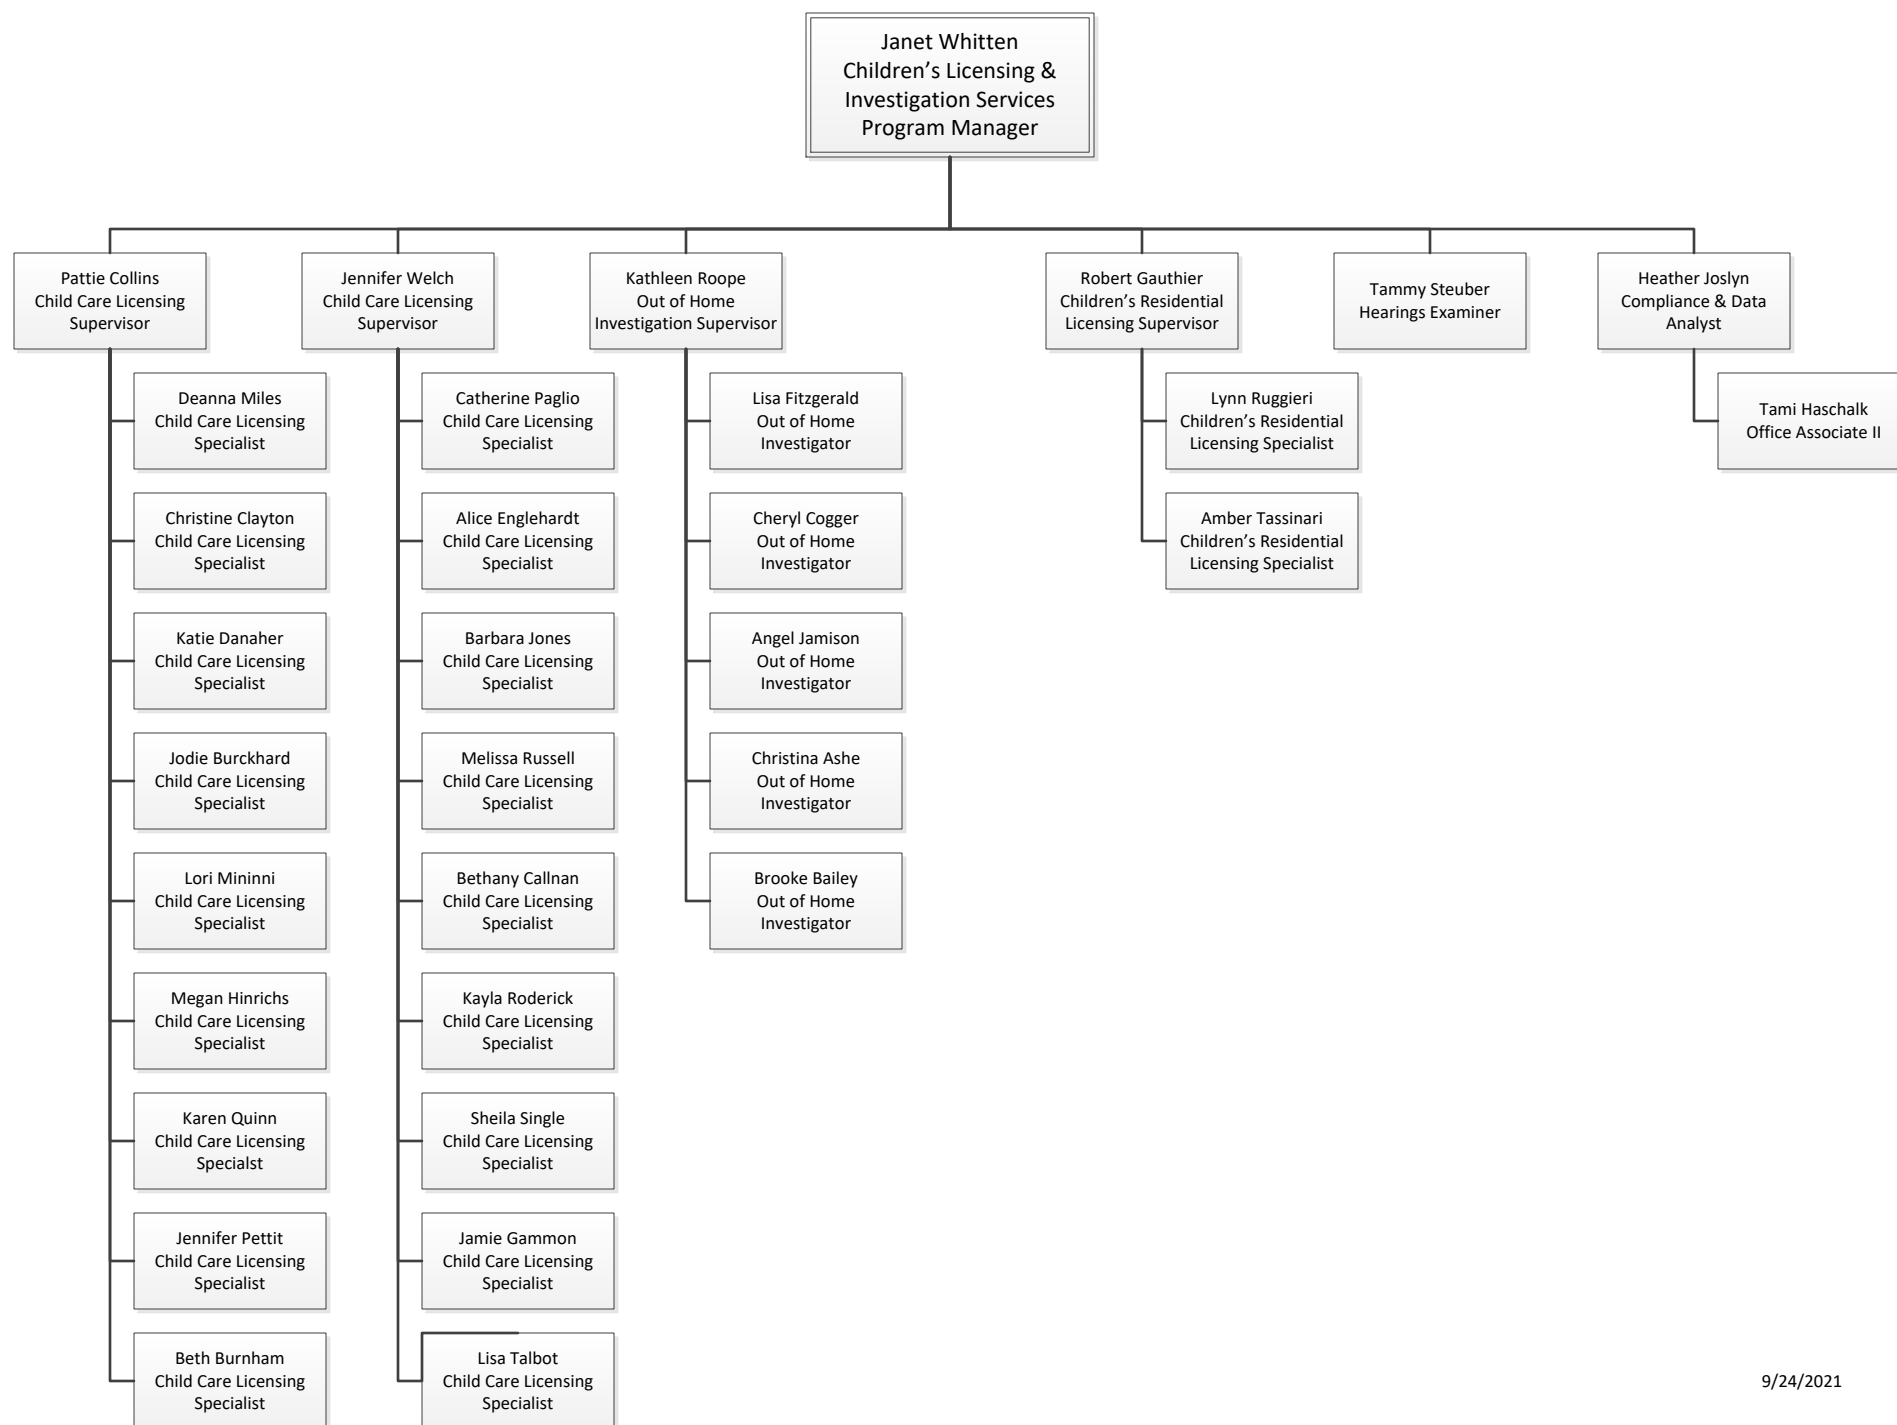 Janet Whitten
Children’s Licensing &
Investigation Services
Program Manager
Pattie Collins
Child Care Licensing
Supervisor
Jennifer Welch
Child Care Licensing
Supervisor
Kathleen Roope
Out of Home
Investigation Supervisor
Robert Gauthier
Children’s Residential
Licensing Supervisor
Tammy Steuber
Hearings Examiner
Heather Joslyn
Compliance & Data
Analyst
Deanna Miles
Child Care Licensing
Specialist
Catherine Paglio
Child Care Licensing
Specialist
Lisa Fitzgerald
Out of Home
Investigator
Lynn Ruggieri
Children’s Residential
Licensing Specialist
Tami Haschalk
Office Associate II
Christine Clayton
Child Care Licensing
Specialist
Alice Englehardt
Child Care Licensing
Specialist
Cheryl Cogger
Out of Home
Investigator
Amber Tassinari
Children’s Residential
Licensing Specialist
Katie Danaher
Child Care Licensing
Specialist
Barbara Jones
Child Care Licensing
Specialist
Angel Jamison
Out of Home
Investigator
Jodie Burckhard
Child Care Licensing
Specialist
Melissa Russell
Child Care Licensing
Specialist
Christina Ashe
Out of Home
Investigator
Lori Mininni
Child Care Licensing
Specialist
Bethany Callnan
Child Care Licensing
Specialist
Brooke Bailey
Out of Home
Investigator
Megan Hinrichs
Child Care Licensing
Specialist
Kayla Roderick
Child Care Licensing
Specialist
Karen Quinn
Child Care Licensing
Specialst
Sheila Single
Child Care Licensing
Specialist
Jennifer Pettit
Child Care Licensing
Specialist
Jamie Gammon
Child Care Licensing
Specialist
Beth Burnham
Child Care Licensing
Specialist
Lisa Talbot
Child Care Licensing
Specialist
9/24/2021